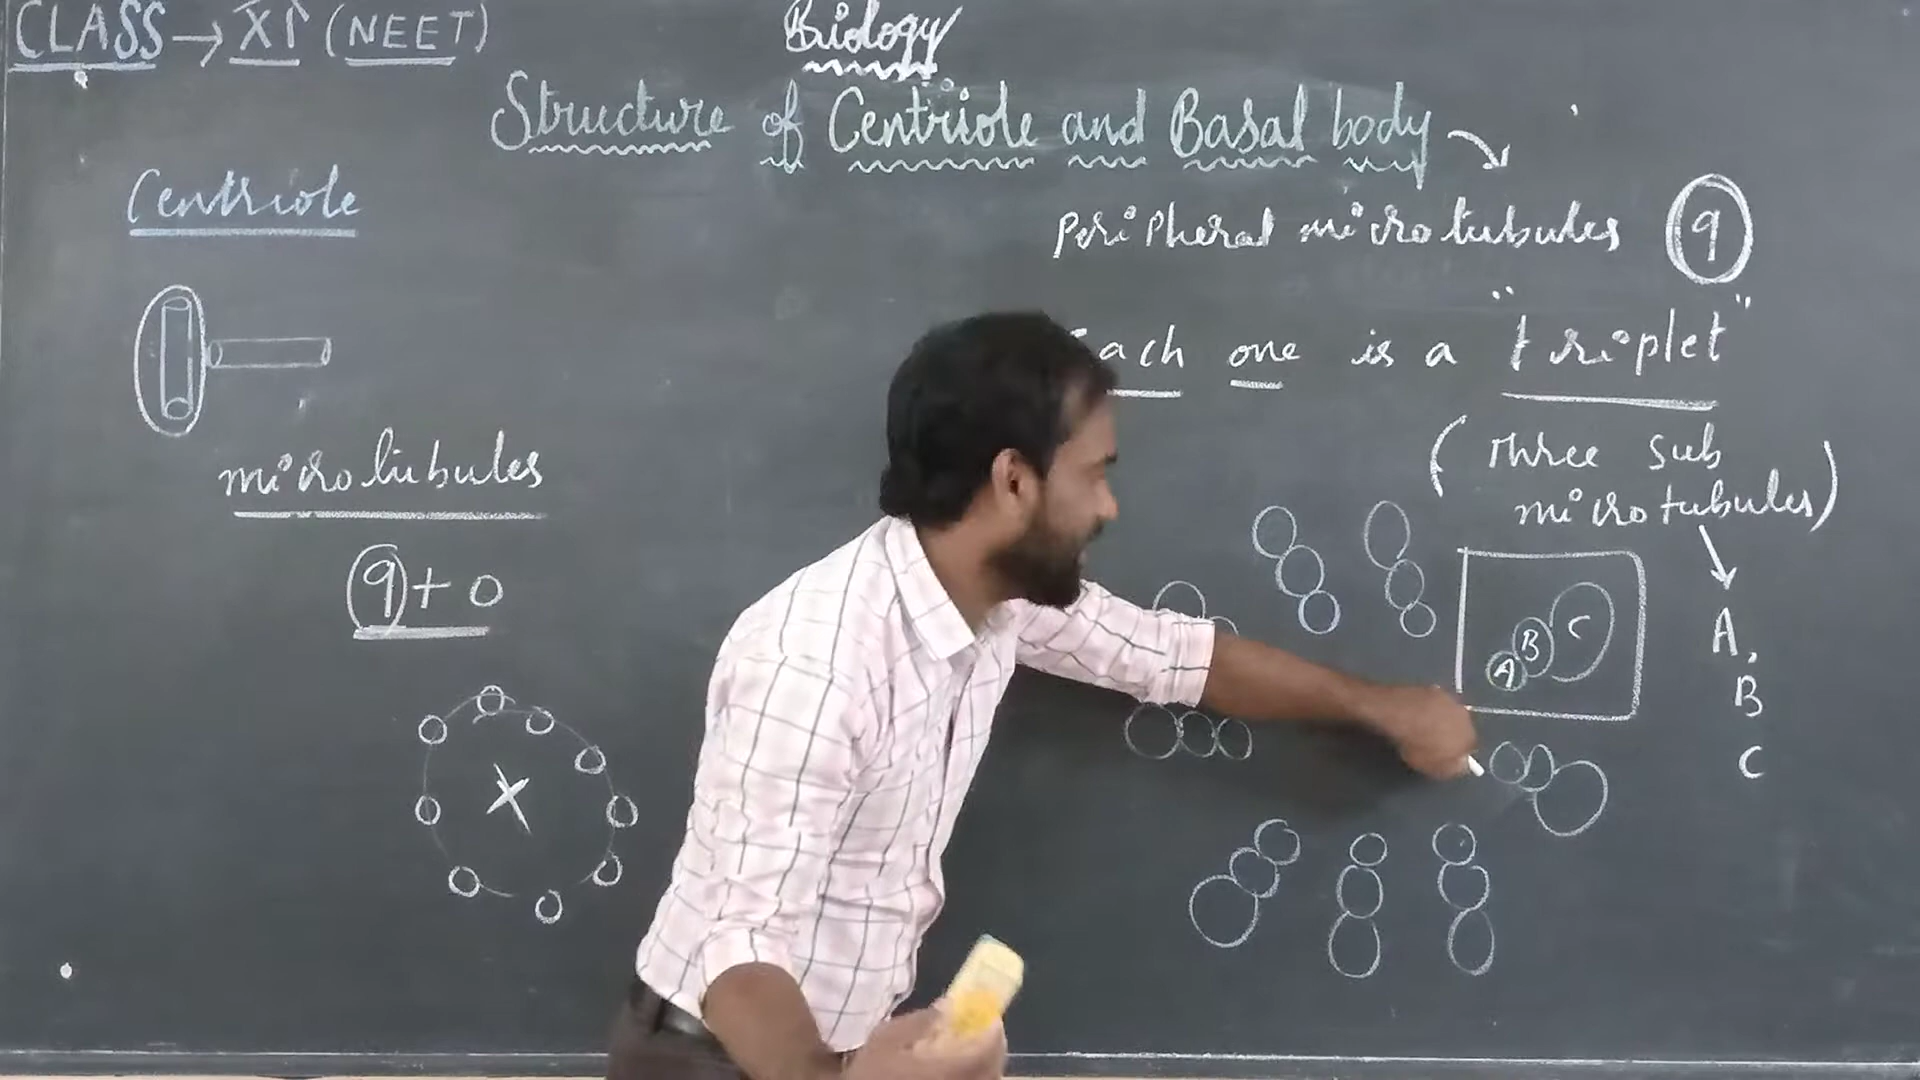 CLASS → XI (NEET)
Biology
Structure of Centriole and Basal body
Centriole
microtubules
9 + 0
X
Peripheral microtubules 9
ach one is a "triplet"
(Three sub
microtubules)
A,
B
C
A B C